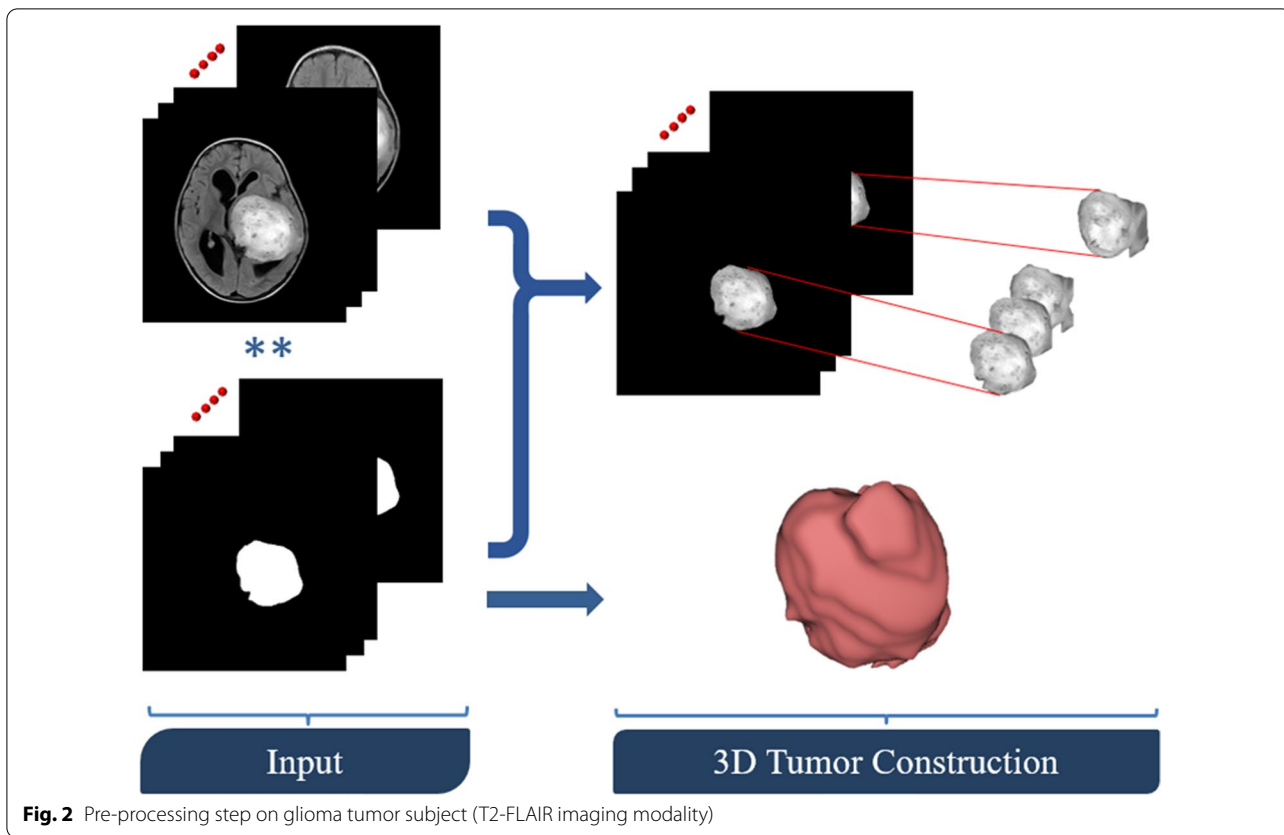 **
Input
3D Tumor Construction
Fig. 2 Pre-processing step on glioma tumor subject (T2-FLAIR imaging modality)